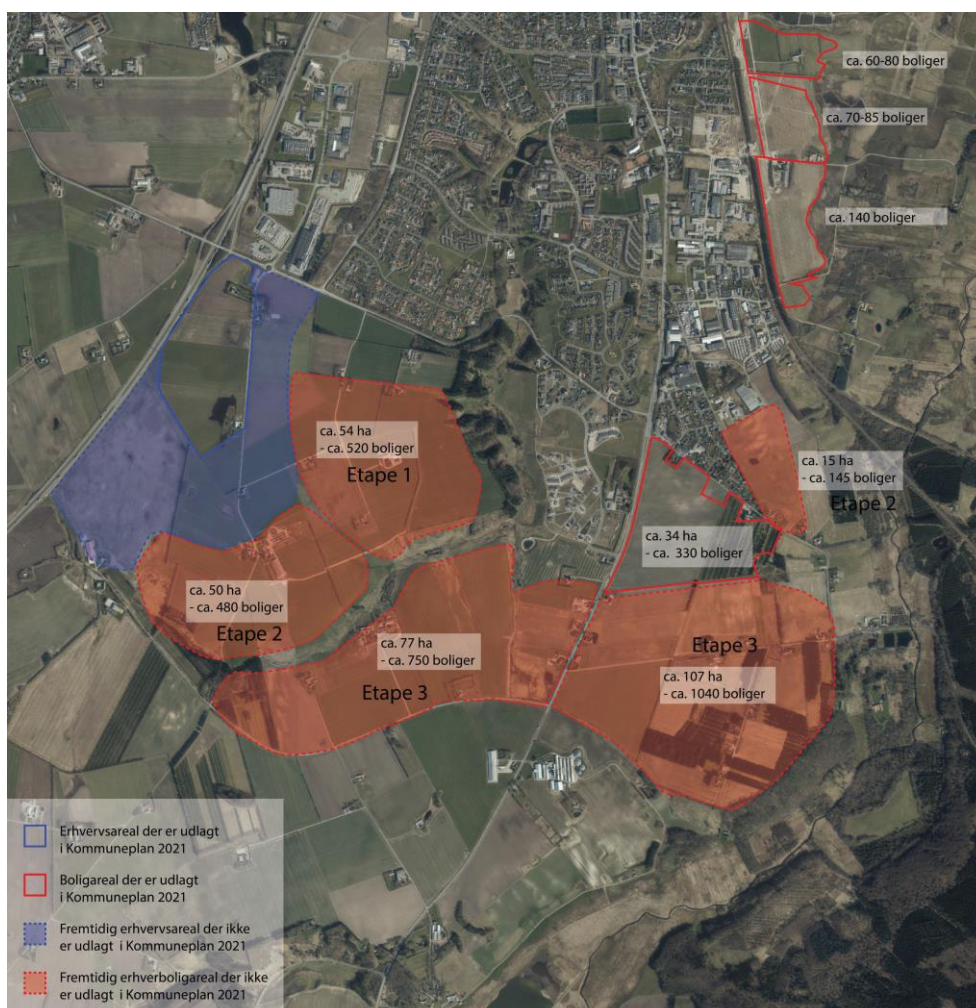 ca. 60-80 boliger
ca. 70-85 boliger
ca. 140 boliger
ca. 54 ha
- ca. 520 boliger
Etape 1
ca. 15 ha
- ca. 145 boliger
Etape 2
ca. 34 ha
- ca. 330 boliger
ca. 50 ha
- ca. 480 boliger
Etape 2
ca. 77 ha
- ca. 750 boliger
Etape 3
Etape 3
ca. 107 ha
- ca. 1040 boliger
Erhvervsareal der er udlagt
i Kommuneplan 2021
Boligareal der er udlagt
i Kommuneplan 2021
Fremtidig erhvervsareal der ikke
er udlagt i Kommuneplan 2021
Fremtidig erhverboligareal der ikke
er udlagt i Kommuneplan 2021